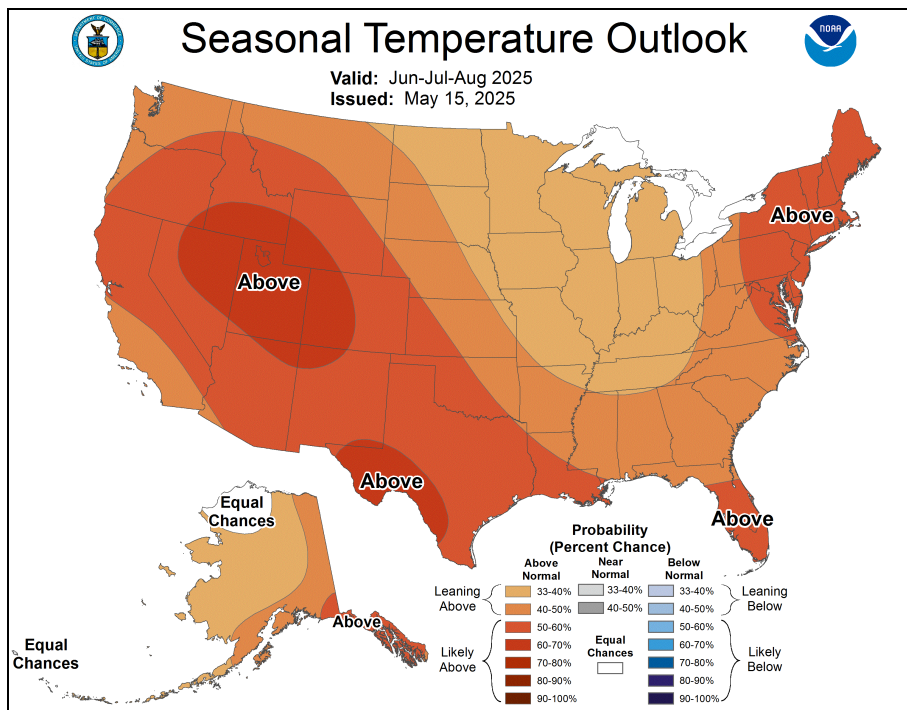 Seasonal Temperature Outlook
NOAA
Valid: Jun-Jul-Aug 2025
Issued: May 15, 2025
Above
Above
Above
Above
Above
Equal
Chances
Equal
Chances
Probability
(Percent Chance)
Above
Normal
Near
Normal
Below
Normal
Leaning
Above
33-40%
40-50%
33-40%
40-50%
33-40%
40-50%
Leaning
Below
Likely
Above
50-60%
60-70%
70-80%
80-90%
90-100%
Equal
Chances
50-60%
60-70%
70-80%
80-90%
90-100%
Likely
Below